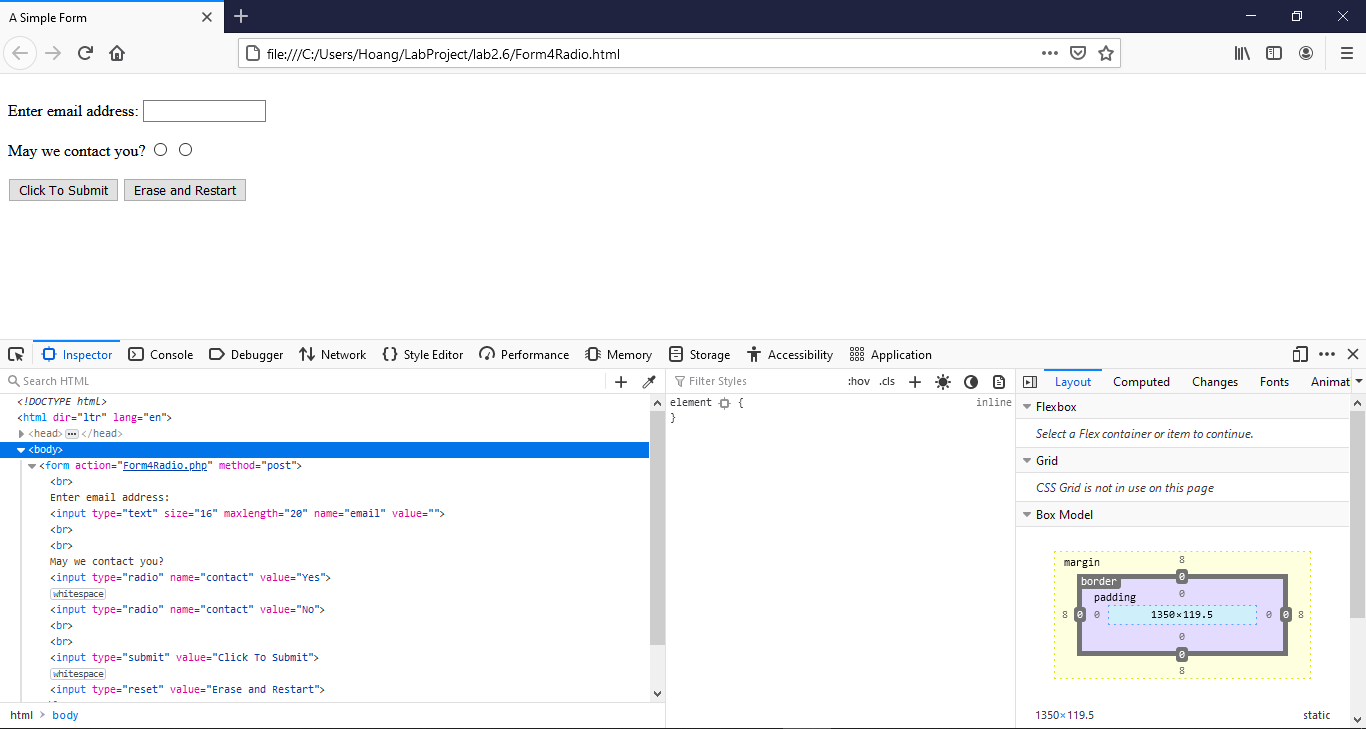 A Simple Form
file:///C:/Users/Hoang/LabProject/lab2.6/Form4Radio.html
Enter email address:
May we contact you?
Click To Submit Erase and Restart
Inspector Console Debugger Network Style Editor Performance Memory Storage Accessibility Application
Search HTML
Filter Styles :hov .cls
Layout Computed Changes Fonts Animat
<!DOCTYPE html>
<html dir="ltr" lang="en">
<head> </head>
<body>
<form action="Form4Radio.php" method="post">
<br>
Enter email address:
<input type="text" size="16" maxlength="20" name="email" value="">
<br>
<br>
May we contact you?
<input type="radio" name="contact" value="Yes">
whitespace
<input type="radio" name="contact" value="No">
<br>
<br>
<input type="submit" value="Click To Submit">
whitespace
<input type="reset" value="Erase and Restart">
html > body
element { inline
}
Flexbox
Select a Flex container or item to continue.
Grid
CSS Grid is not in use on this page
Box Model
margin 8
border 0
padding 0
8 0 0 1350×119.5 0 0 8
0
0
8
1350×119.5 static